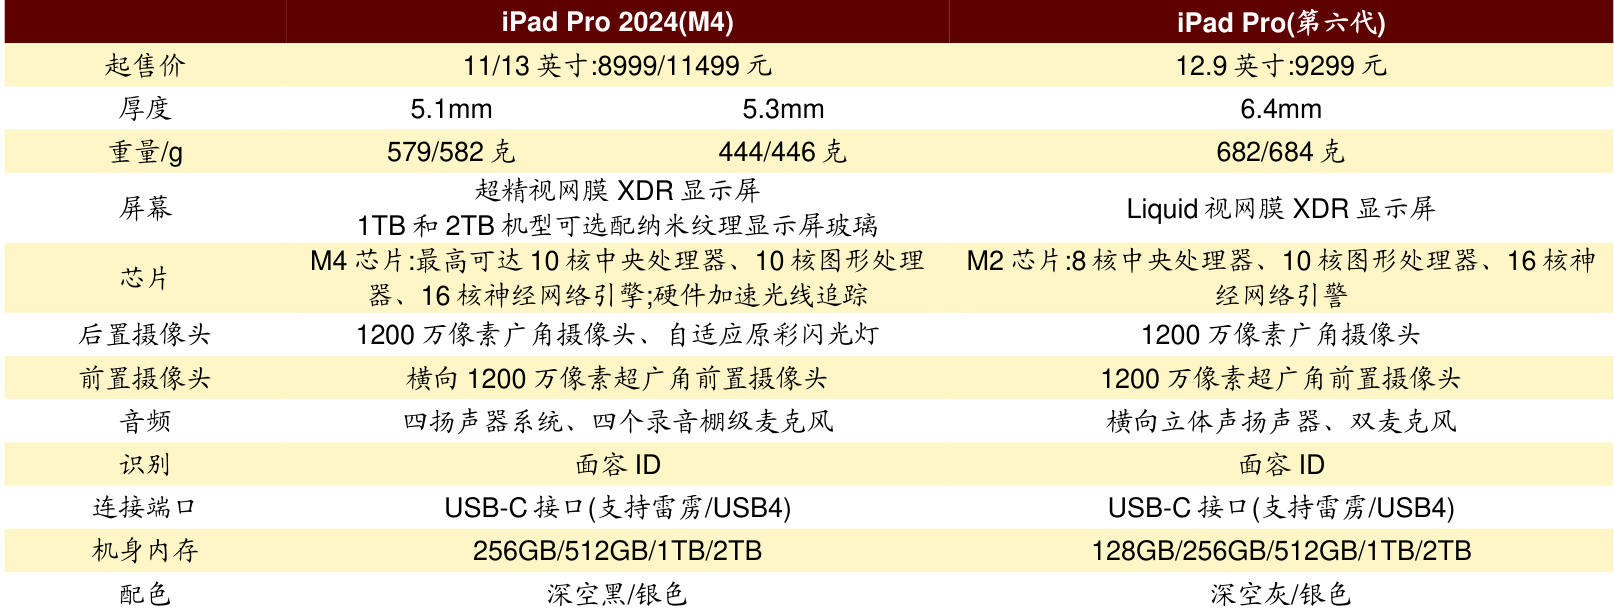 iPad Pro 2024(M4) iPad Pro(第六代)
起售价 11/13 英寸:8999/11499 元 12.9 英寸:9299 元
厚度 5.1mm 5.3mm 6.4mm
重量/g 579/582 克 444/446 克 682/684 克
屏幕 超精视网膜 XDR 显示屏
1TB 和 2TB 机型可选配纳米纹理显示屏玻璃 Liquid 视网膜 XDR 显示屏
芯片 M4 芯片:最高可达 10 核中央处理器、10 核图形处理
器、16 核神经网络引擎;硬件加速光线追踪 M2 芯片:8 核中央处理器、10 核图形处理器、16 核神
经网络引警
后置摄像头 1200 万像素广角摄像头、自适应原彩闪光灯 1200 万像素广角摄像头
前置摄像头 横向 1200 万像素超广角前置摄像头 1200 万像素超广角前置摄像头
音频 四扬声器系统、四个录音棚级麦克风 横向立体声扬声器、双麦克风
识别 面容 ID 面容 ID
连接端口 USB-C 接口(支持雷雳/USB4) USB-C 接口(支持雷雳/USB4)
机身内存 256GB/512GB/1TB/2TB 128GB/256GB/512GB/1TB/2TB
配色 深空黑/银色 深空灰/银色